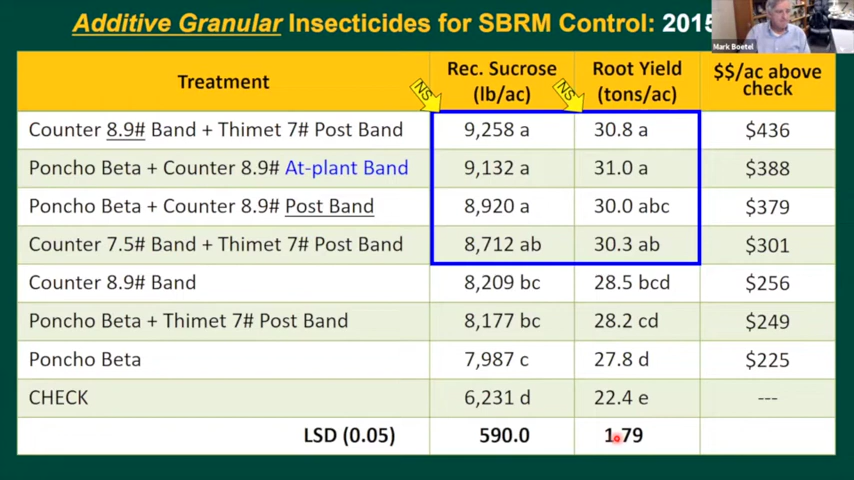 Additive Granular Insecticides for SBRM Control: 2015
Mark Boetel
Treatment
Rec. Sucrose
(lb/ac)
Root Yield
(tons/ac)
$$/ac above
check
NS
NS
Counter 8.9# Band + Thimet 7# Post Band 9,258 a 30.8 a $436
Poncho Beta + Counter 8.9# At-plant Band 9,132 a 31.0 a $388
Poncho Beta + Counter 8.9# Post Band 8,920 a 30.0 abc $379
Counter 7.5# Band + Thimet 7# Post Band 8,712 ab 30.3 ab $301
Counter 8.9# Band 8,209 bc 28.5 bcd $256
Poncho Beta + Thimet 7# Post Band 8,177 bc 28.2 cd $249
Poncho Beta 7,987 c 27.8 d $225
CHECK 6,231 d 22.4 e ---
LSD (0.05) 590.0 1.79